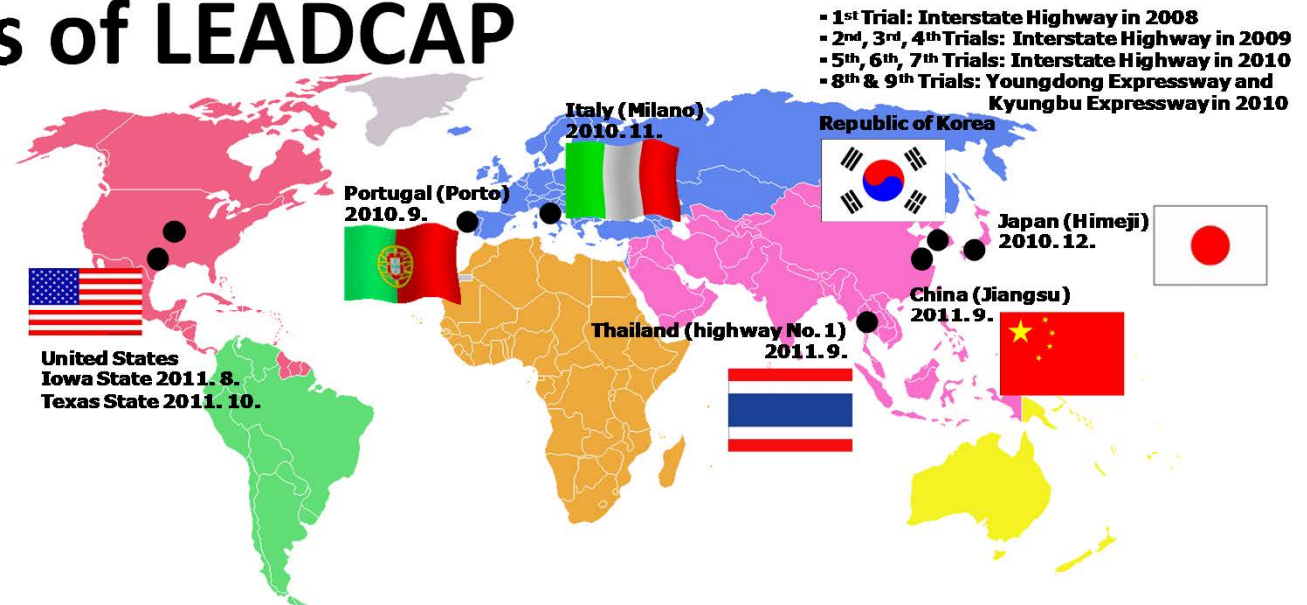 s of LEADCAP
▪ 1st Trial: Interstate Highway in 2008
▪ 2nd, 3rd, 4th Trials: Interstate Highway in 2009
▪ 5th, 6th, 7th Trials: Interstate Highway in 2010
▪ 8th & 9th Trials: Youngdong Expressway and
Kyungbu Expressway in 2010
Republic of Korea
Italy (Milano)
2010. 11.
Portugal (Porto)
2010. 9.
Japan (Himeji)
2010. 12.
China (Jiangsu)
2011. 9.
Thailand (highway No. 1)
2011. 9.
United States
Iowa State 2011. 8.
Texas State 2011. 10.